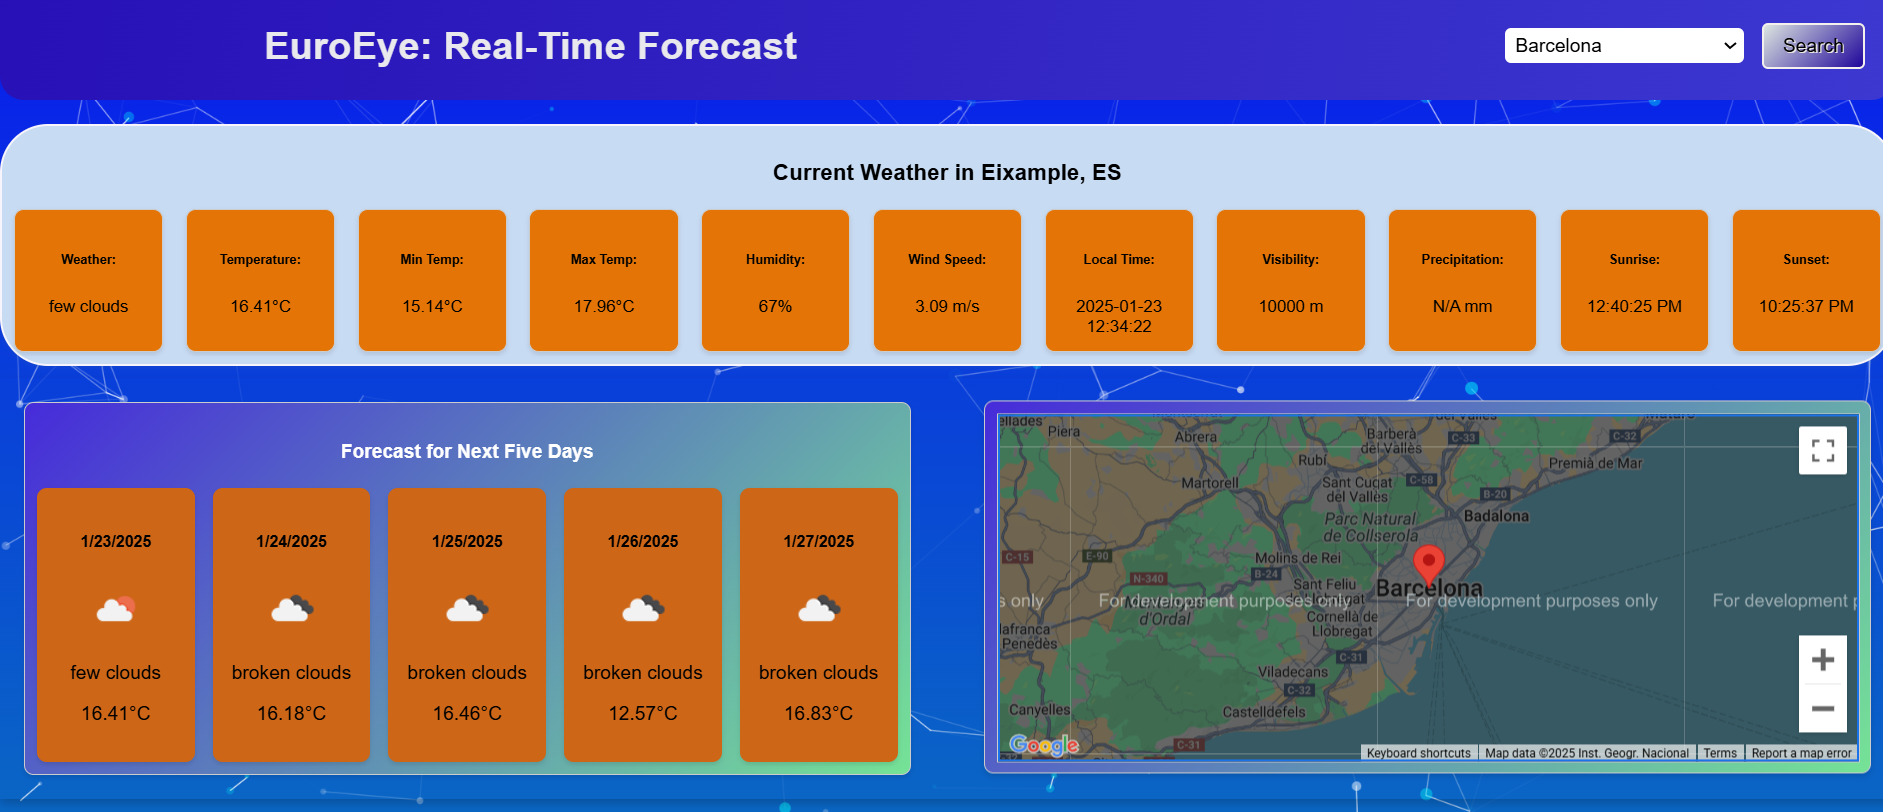 EuroEye: Real-Time Forecast
Barcelona
Search
Current Weather in Eixample, ES
Weather:
few clouds
Temperature:
16.41°C
Min Temp:
15.14°C
Max Temp:
17.96°C
Humidity:
67%
Wind Speed:
3.09 m/s
Local Time:
2025-01-23
12:34:22
Visibility:
10000 m
Precipitation:
N/A mm
Sunrise:
12:40:25 PM
Sunset:
10:25:37 PM
Forecast for Next Five Days
1/23/2025
few clouds
16.41°C
1/24/2025
broken clouds
16.18°C
1/25/2025
broken clouds
16.46°C
1/26/2025
broken clouds
12.57°C
1/27/2025
broken clouds
16.83°C
ellades
Piera
Abrera
Barberà
del Vallès
C-33
C-32
Rubí
Premià de Mar
Martorell
Sant Cugat
del Vallès
C-58
B-20
Badalona
Parc Natural
de Collserola
C-15
E-90
Molins de Rei
B-24
N-340
Sant Feliu
de Llobregat
Barcelona
s only
For development purposes only
For development purposes only
For development p
d'Ordal
Cornellà de
Llobregat
lafranca
Penedès
C-31
Viladecans
C-32
Canyelles
Castelldefels
C-31
Google
Keyboard shortcuts
Map data ©2025 Inst. Geogr. Nacional
Terms
Report a map error